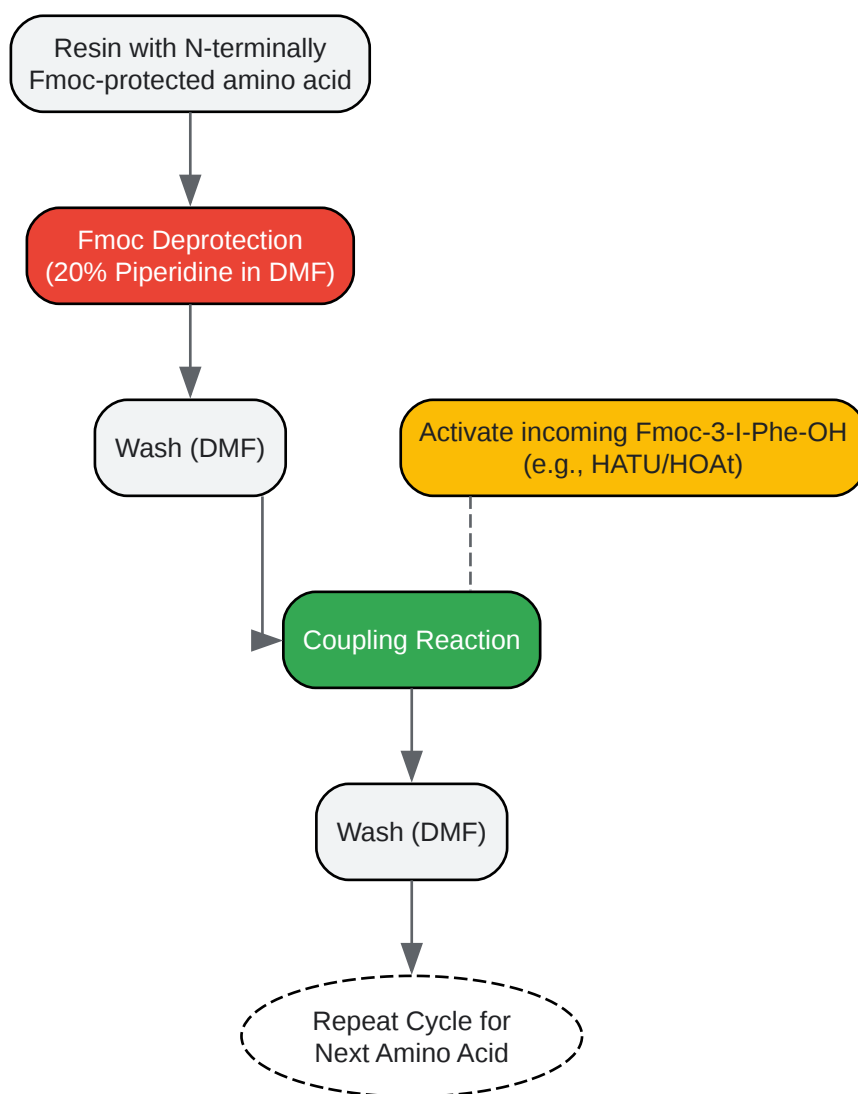 Resin with N-terminally
Fmoc-protected amino acid
Fmoc Deprotection
(20% Piperidine in DMF)
Wash (DMF)
Activate incoming Fmoc-3-I-Phe-OH
(e.g., HATU/HOAt)
Coupling Reaction
Wash (DMF)
Repeat Cycle for
Next Amino Acid